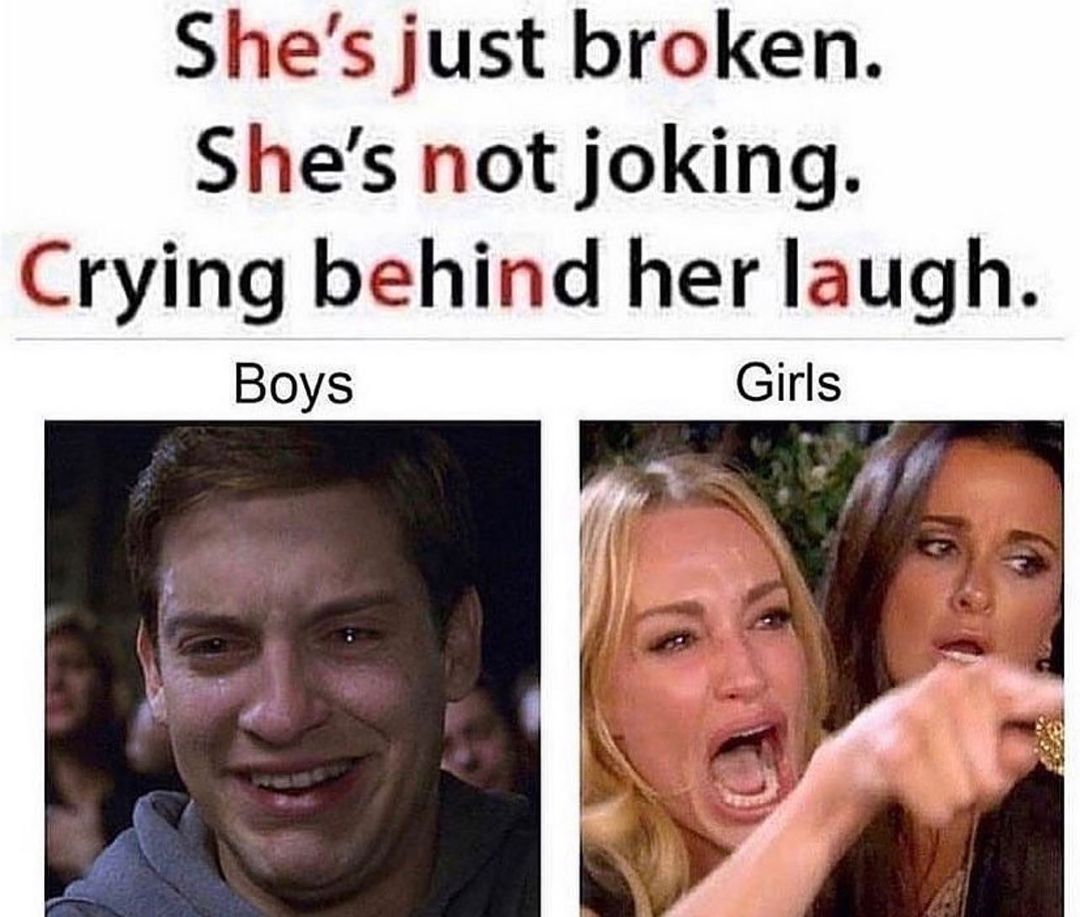 She's just broken.
She's not joking.
Crying behind her laugh.
Boys
Girls